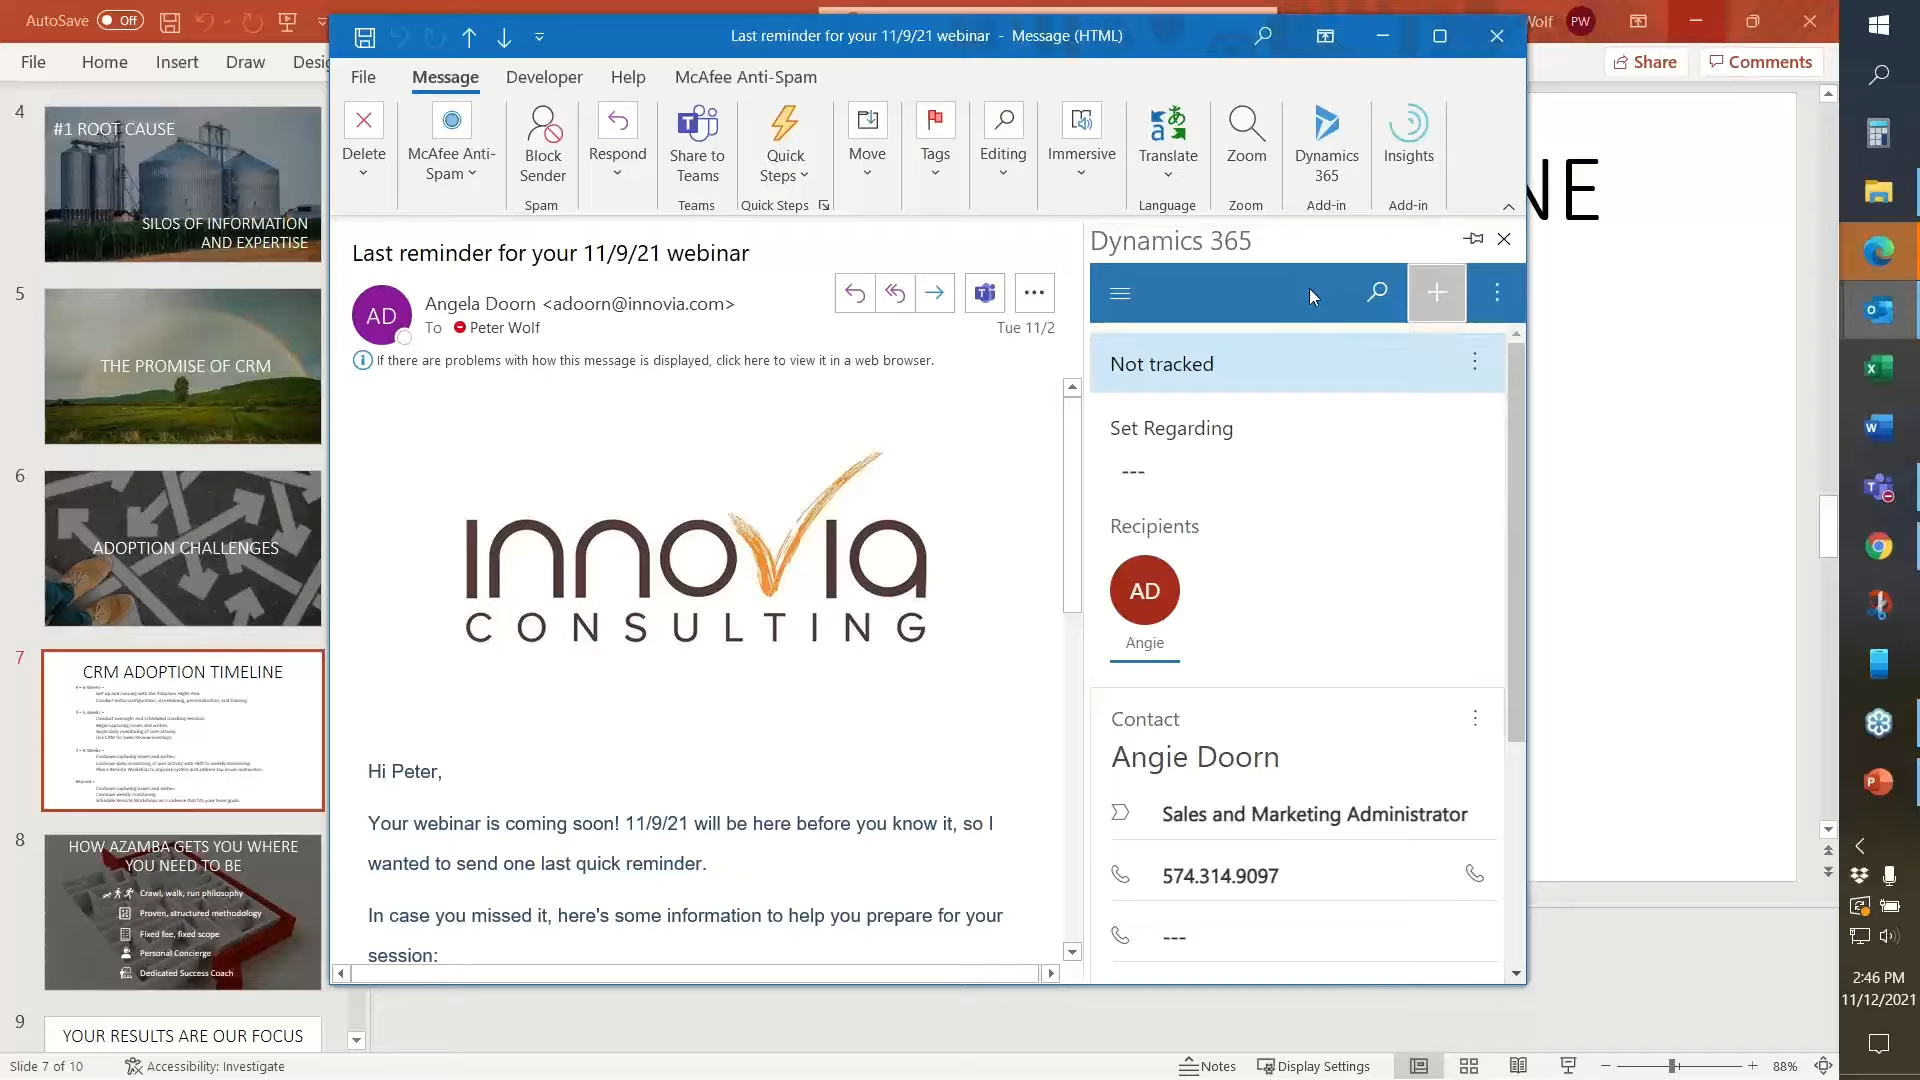 AutoSave Off
Wolf PW
File Home Insert Draw
Share Comments
4
#1 ROOT CAUSE
SILOS OF INFORMATION
AND EXPERTISE
5
THE PROMISE OF CRM
6
ADOPTION CHALLENGES
7
CRM ADOPTION TIMELINE
8
HOW AZAMBA GETS YOU WHERE
YOU NEED TO BE
Crawl, walk, run philosophy
Proven, structured methodology
Fixed fee, fixed scope
Personal Concierge
Dedicated Success Coach
9
YOUR RESULTS ARE OUR FOCUS
Last reminder for your 11/9/21 webinar - Message (HTML)
File Message Developer Help McAfee Anti-Spam
Delete
McAfee Anti-
Spam
Block
Sender
Respond
Share to
Teams
Quick
Steps
Move
Tags
Editing
Immersive
Translate
Zoom
Dynamics
365
Insights
Spam Teams Quick Steps Language Zoom Add-in Add-in
Last reminder for your 11/9/21 webinar
AD
Angela Doorn <adoorn@innovia.com>
To Peter Wolf
Tue 11/2
If there are problems with how this message is displayed, click here to view it in a web browser.
INNOVIA
CONSULTING
Hi Peter,
Your webinar is coming soon! 11/9/21 will be here before you know it, so I
wanted to send one last quick reminder.
In case you missed it, here's some information to help you prepare for your
session:
Dynamics 365
Not tracked
Set Regarding
---
Recipients
AD
Angie
Contact
Angie Doorn
Sales and Marketing Administrator
574.314.9097
---
NE
2:46 PM
11/12/2021
Slide 7 of 10 Accessibility: Investigate
Notes Display Settings 88%